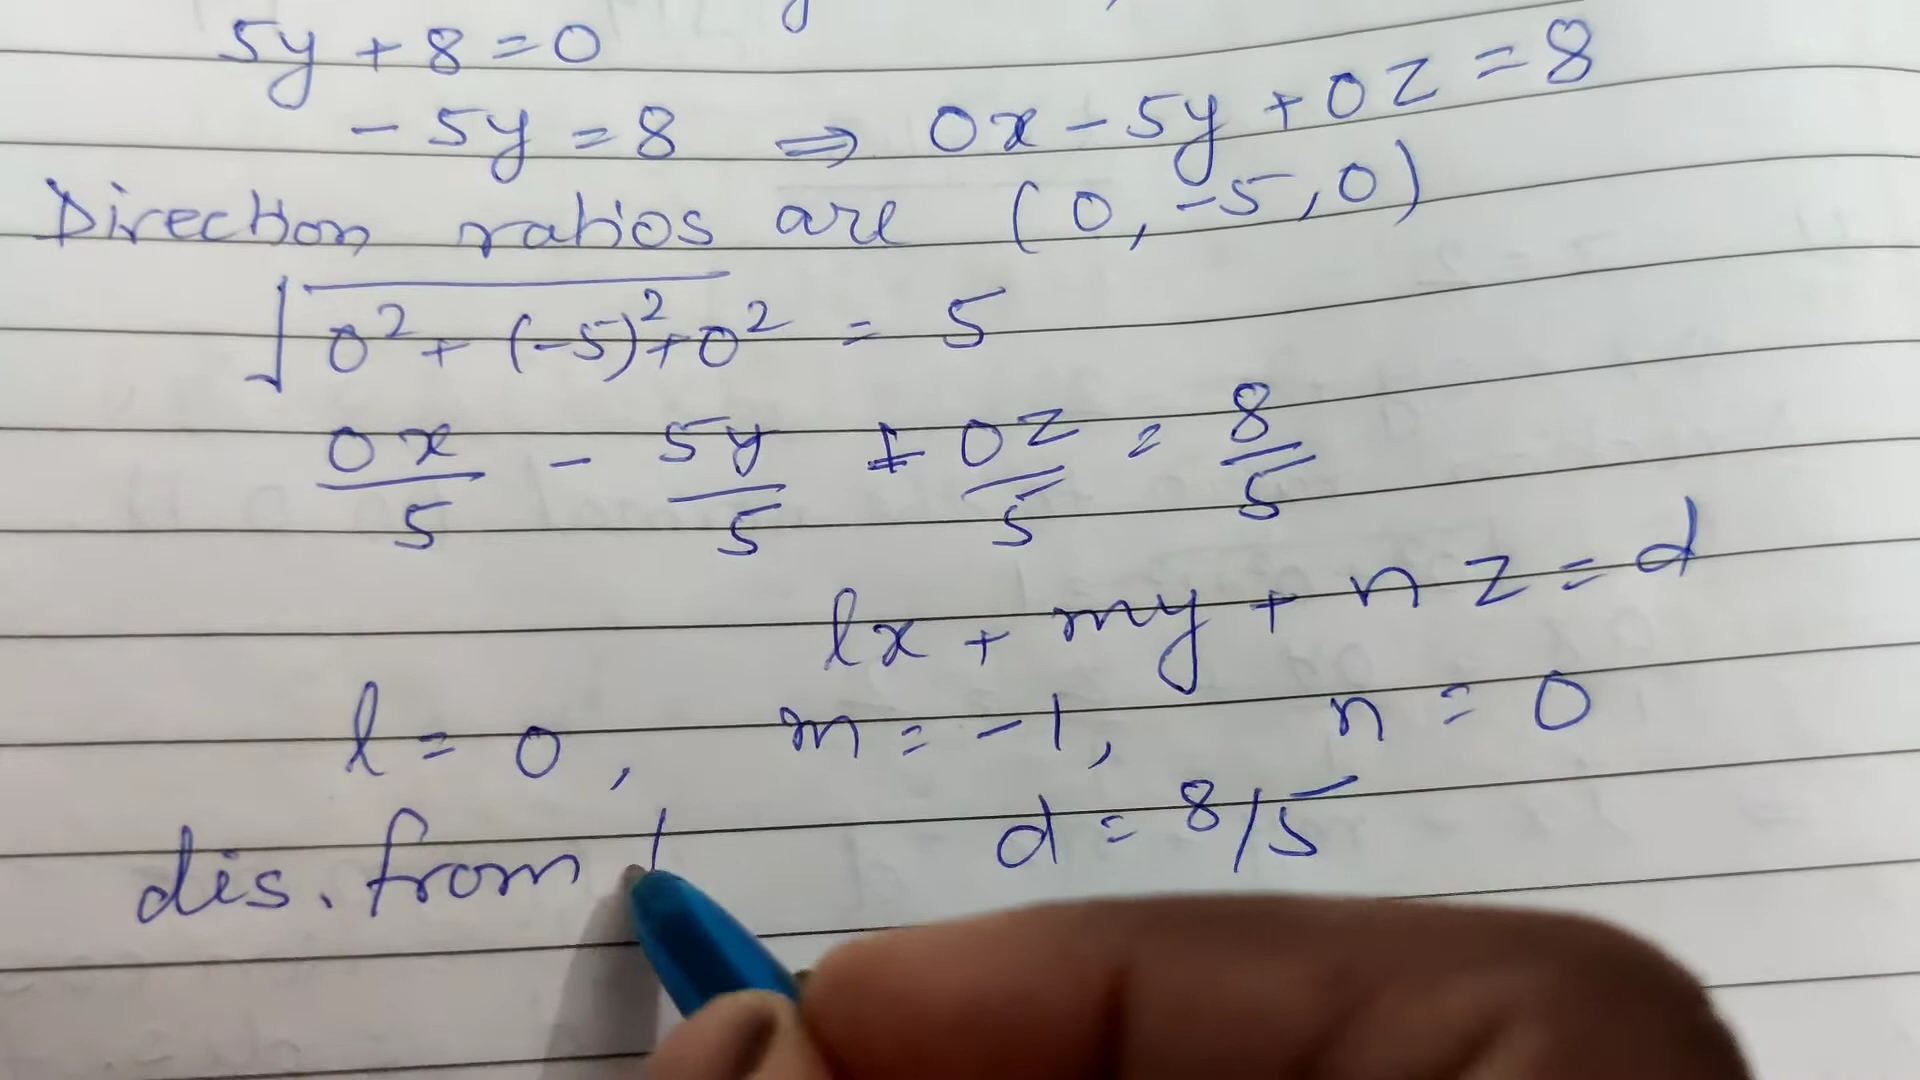 5y + 8 = 0
- 5y = 8 ⇒ 0x - 5y + 0z = 8
Direction ratios are (0, -5, 0)
√(0² + (-5)² + 0²) = 5
0x/5 - 5y/5 + 0z/5 = 8/5
lx + my + nz = d
l = 0, m = -1, n = 0
d = 8/5
dis. from